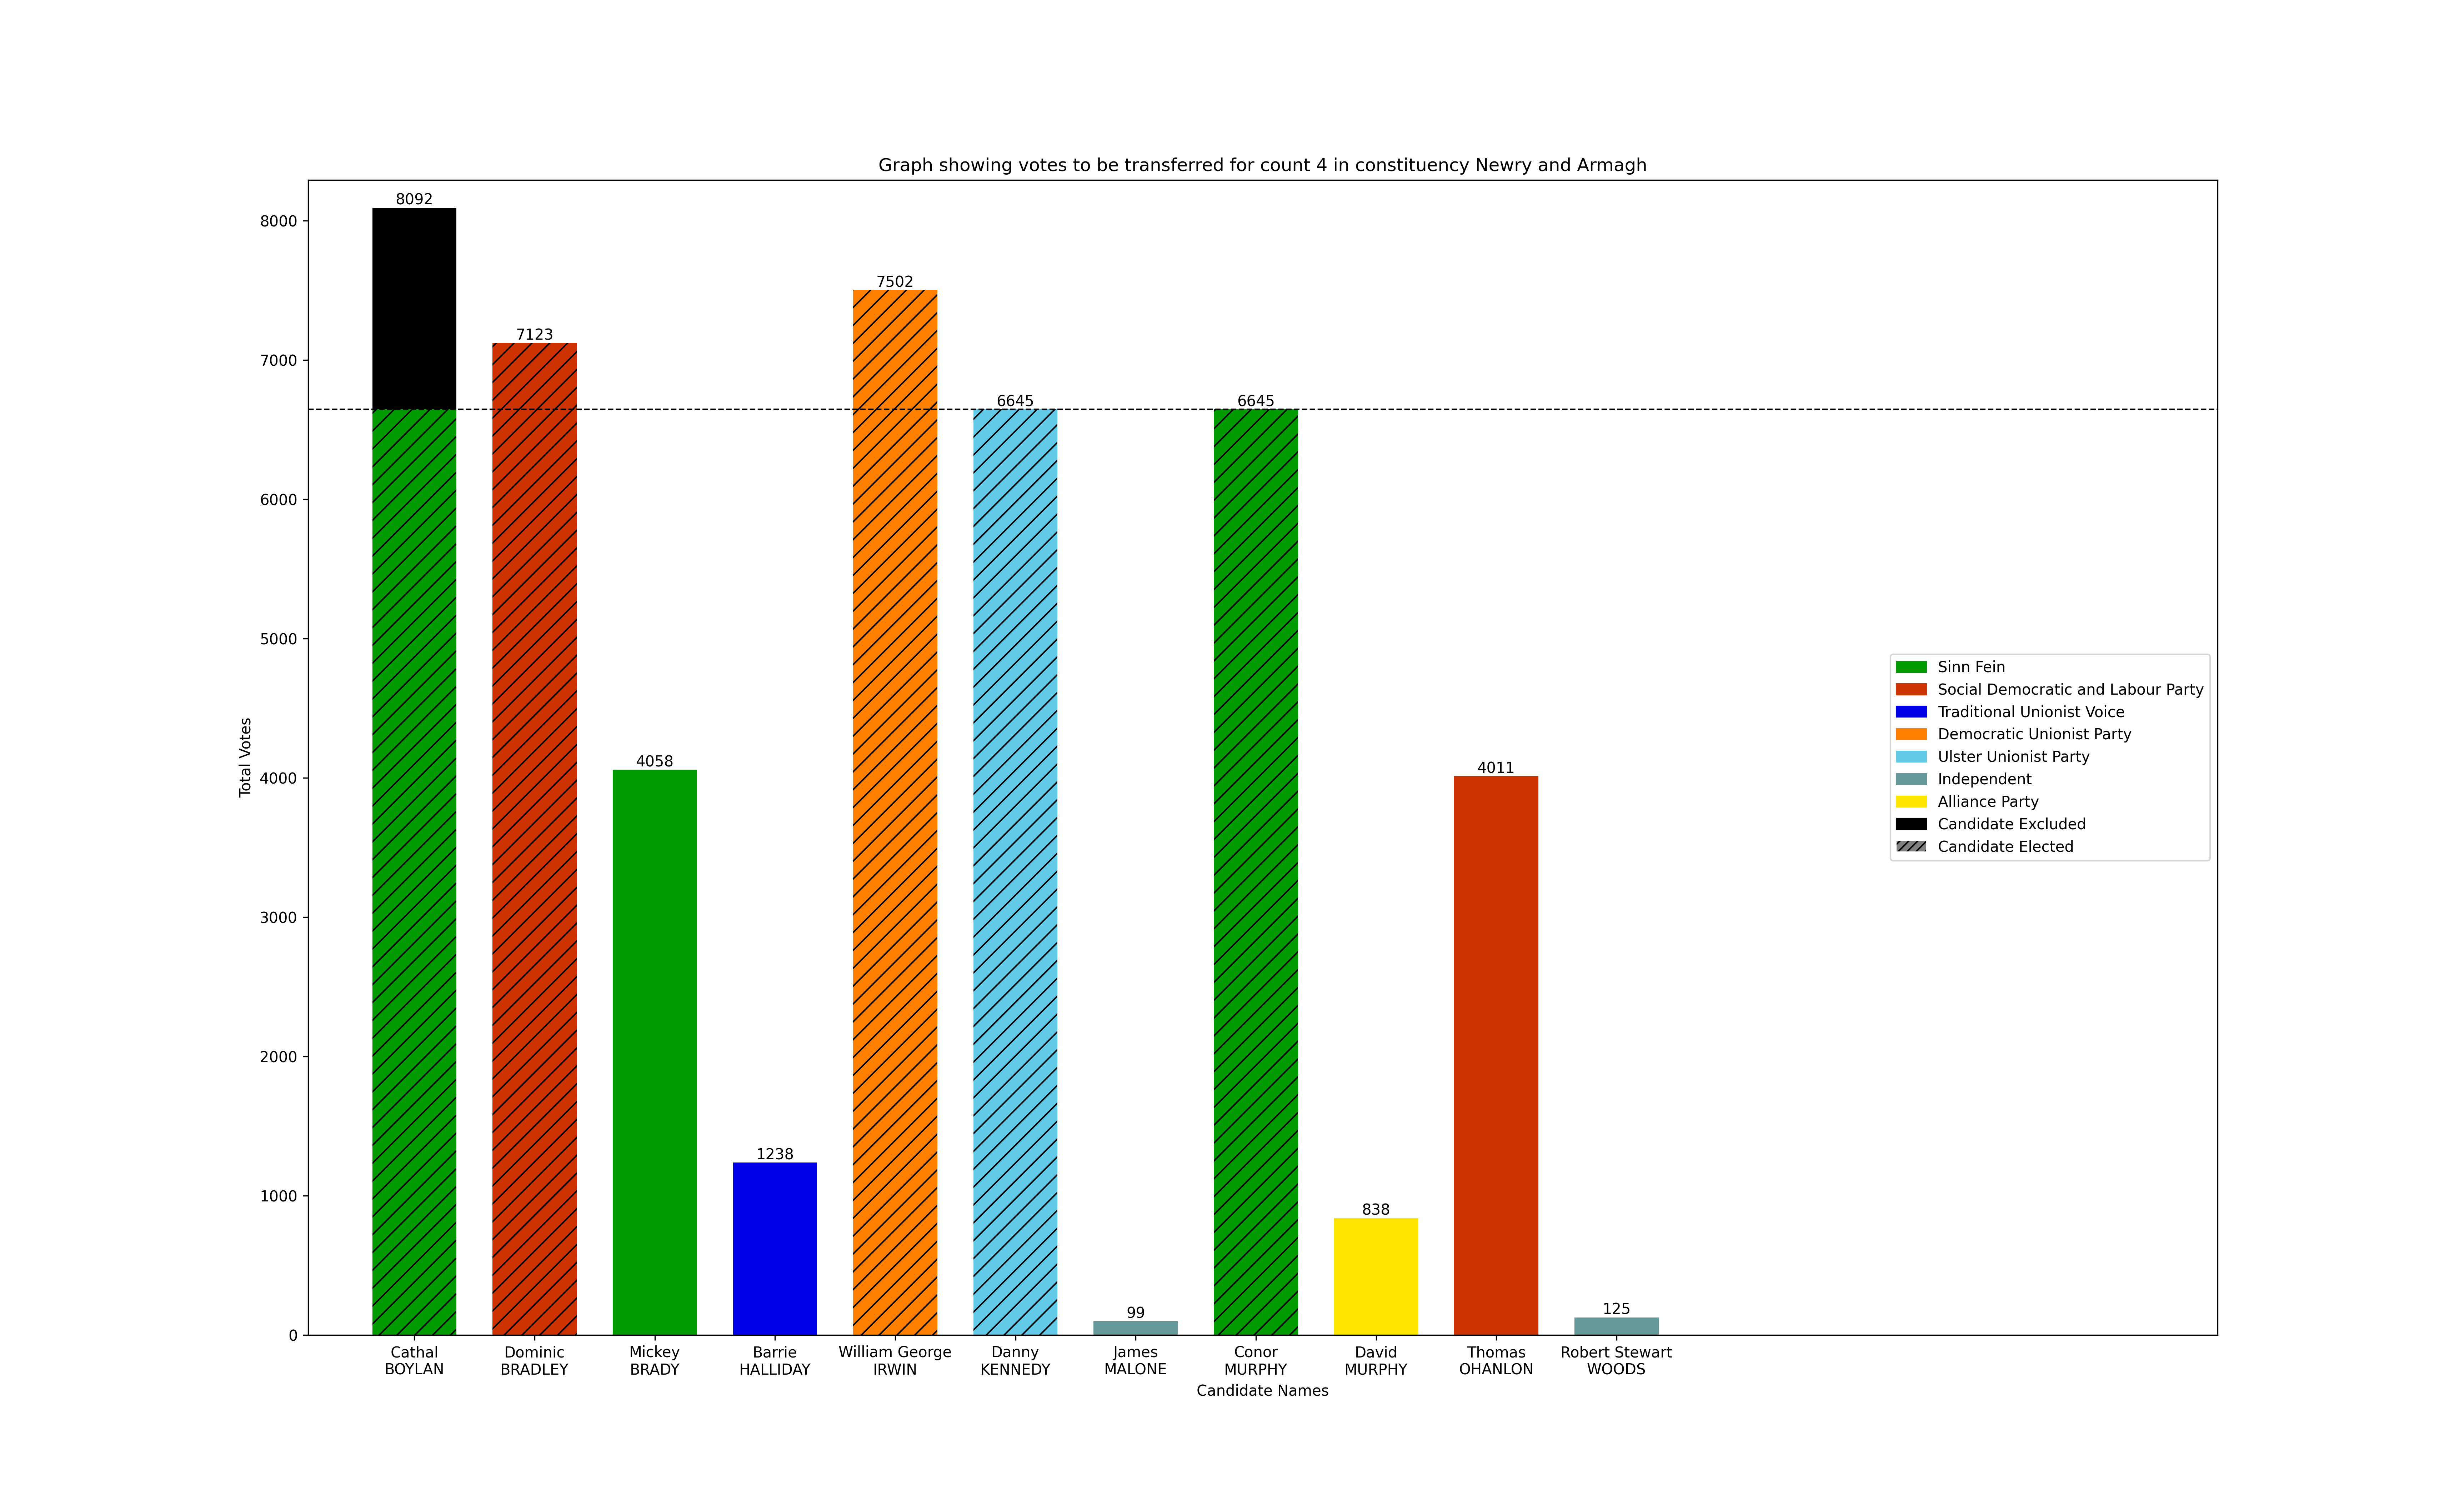 Graph showing votes to be transferred for count 4 in constituency Newry and Armagh
8092
7123
4058
1238
7502
6645
99
6645
838
4011
125
8000
7000
6000
5000
4000
3000
2000
1000
0
Total Votes
Cathal
BOYLAN
Dominic
BRADLEY
Mickey
BRADY
Barrie
HALLIDAY
William George
IRWIN
Danny
KENNEDY
James
MALONE
Conor
MURPHY
David
MURPHY
Thomas
OHANLON
Robert Stewart
WOODS
Candidate Names
Sinn Fein
Social Democratic and Labour Party
Traditional Unionist Voice
Democratic Unionist Party
Ulster Unionist Party
Independent
Alliance Party
Candidate Excluded
Candidate Elected